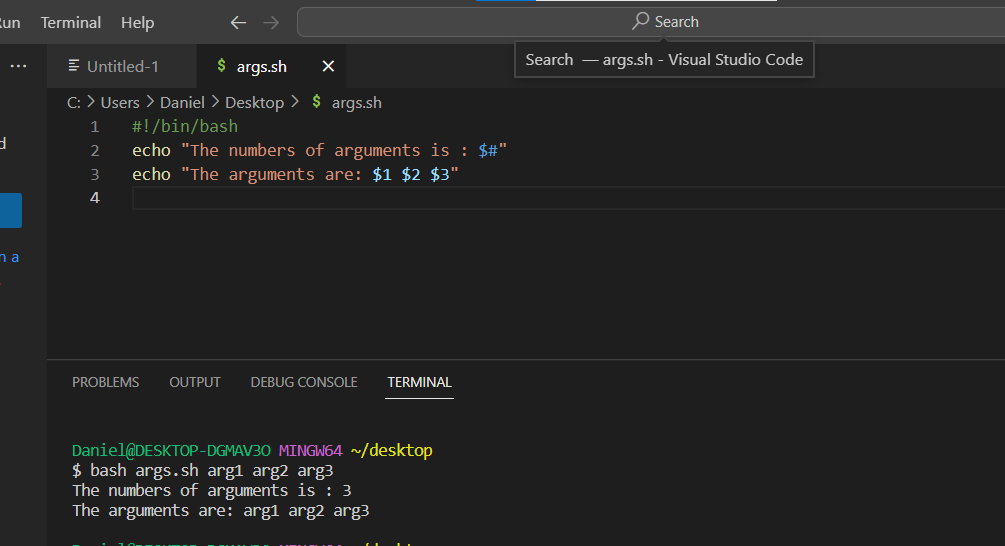 Run Terminal Help
Search
Untitled-1
$ args.sh
Search — args.sh - Visual Studio Code
C: > Users > Daniel > Desktop > $ args.sh
1 #!/bin/bash
2 echo "The numbers of arguments is : $#"
3 echo "The arguments are: $1 $2 $3"
4
PROBLEMS OUTPUT DEBUG CONSOLE TERMINAL
Daniel@DESKTOP-DGMAV3O MINGW64 ~/desktop
$ bash args.sh arg1 arg2 arg3
The numbers of arguments is : 3
The arguments are: arg1 arg2 arg3